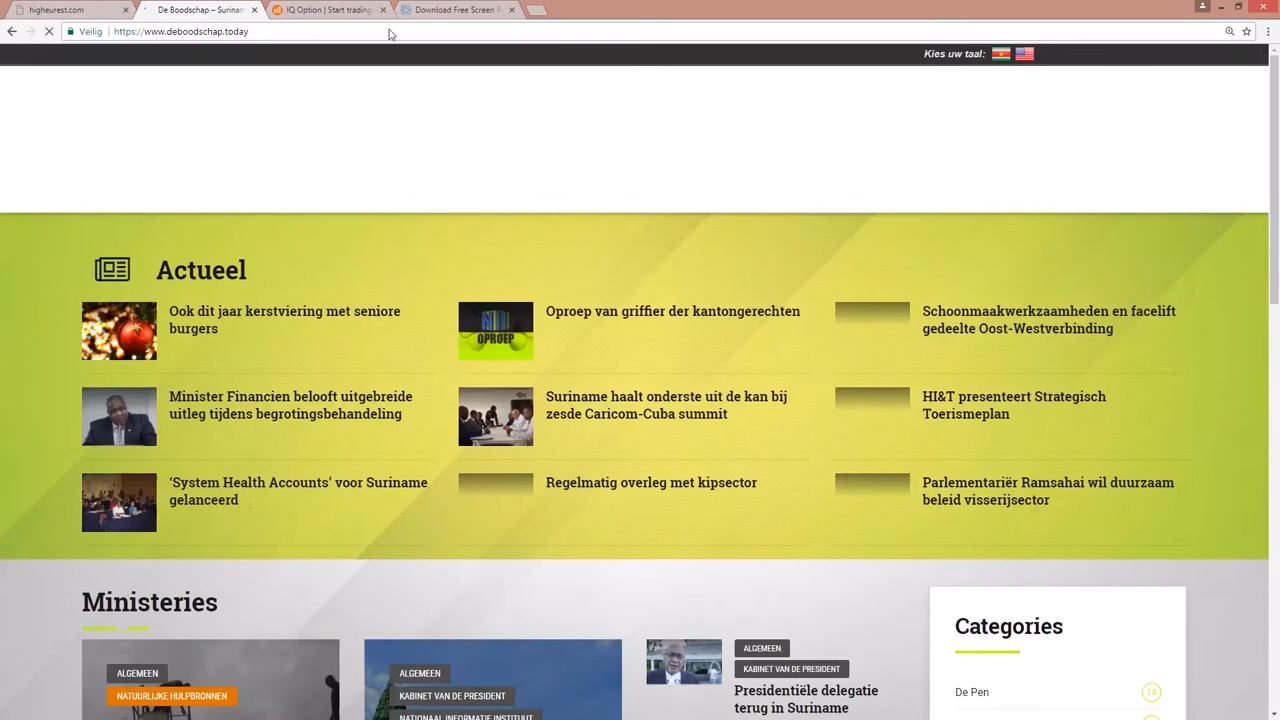 higheurest.com
De Boodschap – Surinam
IQ Option | Start trading
Download Free Screen R
Veilig
https://www.deboodschap.today
Kies uw taal:
Actueel
Ook dit jaar kerstviering met seniore
burgers
Oproep van griffier der kantongerechten
OPROEP
Schoonmaakwerkzaamheden en facelift
gedeelte Oost-Westverbinding
Minister Financien belooft uitgebreide
uitleg tijdens begrotingsbehandeling
Suriname haalt onderste uit de kan bij
zesde Caricom-Cuba summit
HI&T presenteert Strategisch
Toerismeplan
‘System Health Accounts’ voor Suriname
gelanceerd
Regelmatig overleg met kipsector
Parlementariër Ramsahai wil duurzaam
beleid visserijsector
Ministeries
ALGEMEEN
NATUURLIJKE HULPBRONNEN
ALGEMEEN
KABINET VAN DE PRESIDENT
NATIONAAL INFORMATIE INSTITUUT
ALGEMEEN
KABINET VAN DE PRESIDENT
Presidentiële delegatie
terug in Suriname
Categories
De Pen
14